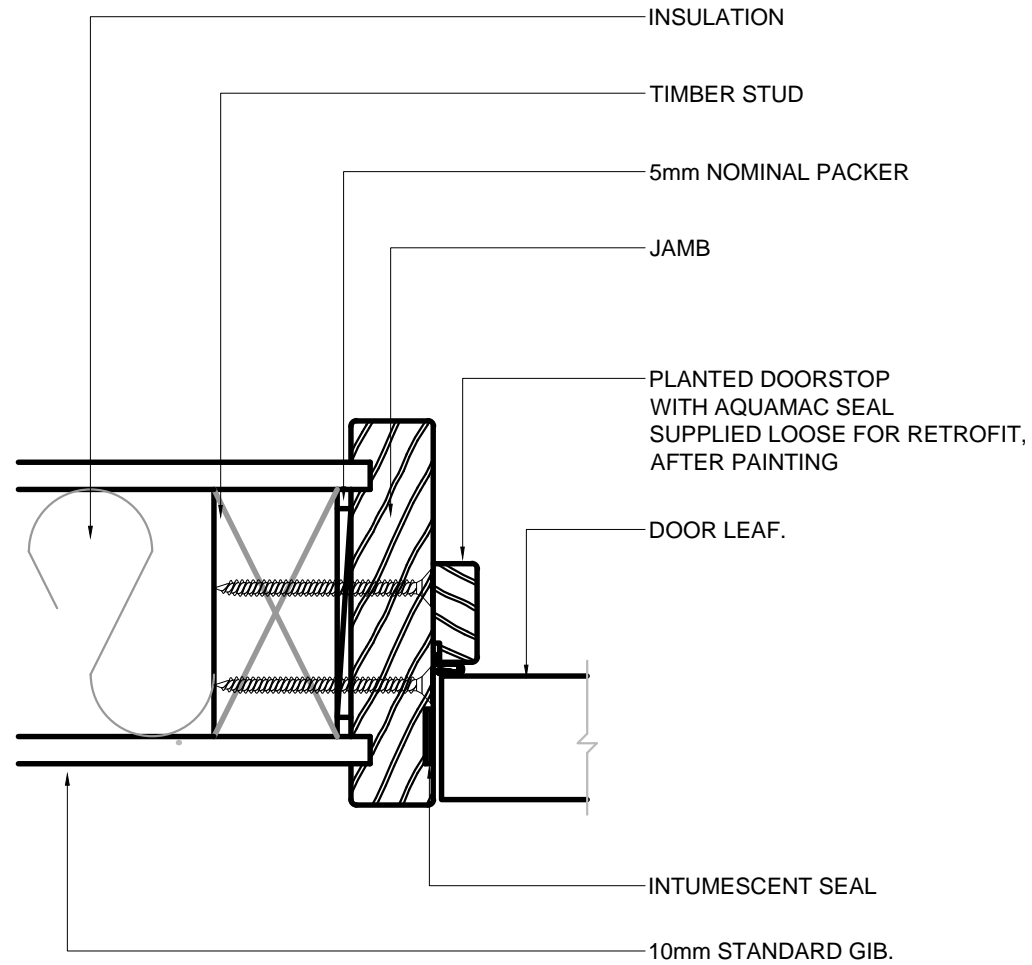 INSULATION
TIMBER STUD
5mm NOMINAL PACKER
JAMB
PLANTED DOORSTOP
WITH AQUAMAC SEAL
SUPPLIED LOOSE FOR RETROFIT,
AFTER PAINTING
DOOR LEAF.
INTUMESCENT SEAL
10mm STANDARD GIB.